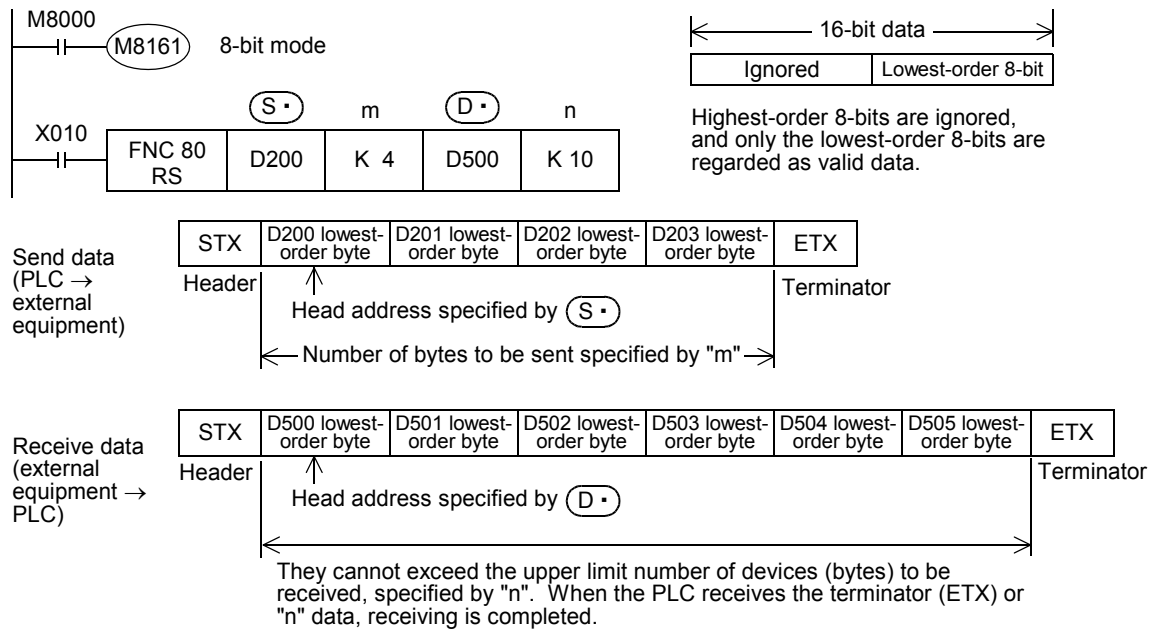 M8000
M8161
8-bit mode
16-bit data
Ignored
Lowest-order 8-bit
Highest-order 8-bits are ignored,
and only the lowest-order 8-bits are
regarded as valid data.
S · m D · n
X010
FNC 80
RS
D200
K 4
D500
K 10
Send data
(PLC →
external
equipment)
STX
D200 lowest-
order byte
D201 lowest-
order byte
D202 lowest-
order byte
D203 lowest-
order byte
ETX
Header
Terminator
Head address specified by S ·
Number of bytes to be sent specified by "m"
Receive data
(external
equipment →
PLC)
STX
D500 lowest-
order byte
D501 lowest-
order byte
D502 lowest-
order byte
D503 lowest-
order byte
D504 lowest-
order byte
D505 lowest-
order byte
ETX
Header
Terminator
Head address specified by D ·
They cannot exceed the upper limit number of devices (bytes) to be
received, specified by "n". When the PLC receives the terminator (ETX) or
"n" data, receiving is completed.